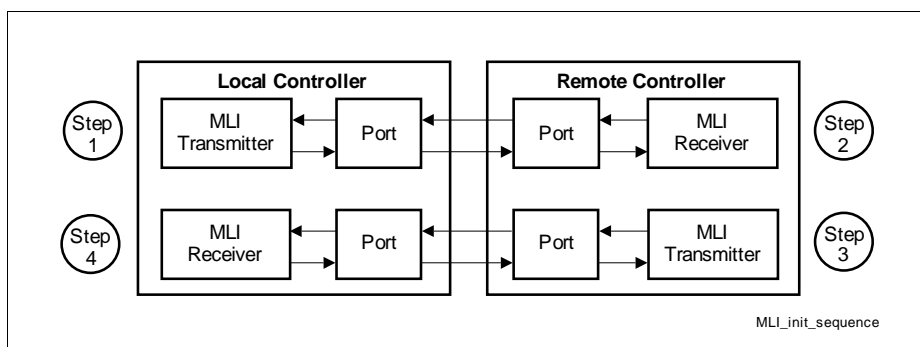 Local Controller
Remote Controller
Step
1
MLI
Transmitter
Port
Port
MLI
Receiver
Step
2
Step
4
MLI
Receiver
Port
Port
MLI
Transmitter
Step
3
MLI_init_sequence